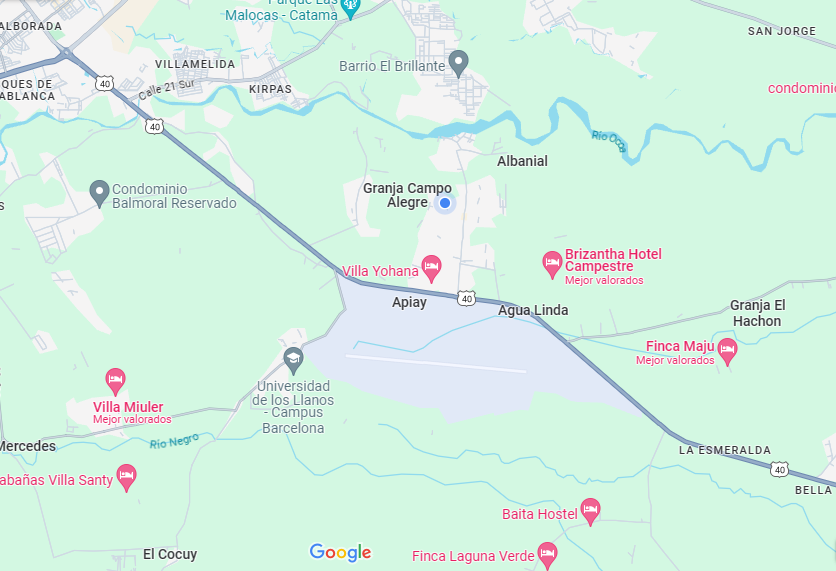 Parque Las
Malocas - Catama
ALBORADA
SAN JORGE
VILLAMELIDA
Barrio El Brillante
QUES DE
ABLANCA
40
Calle 21 Sur
KIRPAS
condominio
40
Río Ocoa
Albanial
Condominio
Balmoral Reservado
Granja Campo
Alegre
s
Villa Yohana
Brizantha Hotel
Campestre
Mejor valorados
Apiay
40
Agua Linda
Granja El
Hachon
Finca Maju
Mejor valorados
Universidad
de los Llanos
- Campus
Barcelona
Villa Miuler
Mejor valorados
Mercedes
Río Negro
LA ESMERALDA
40
abañas Villa Santy
BELLA
Baita Hostel
El Cocuy
Google
Finca Laguna Verde